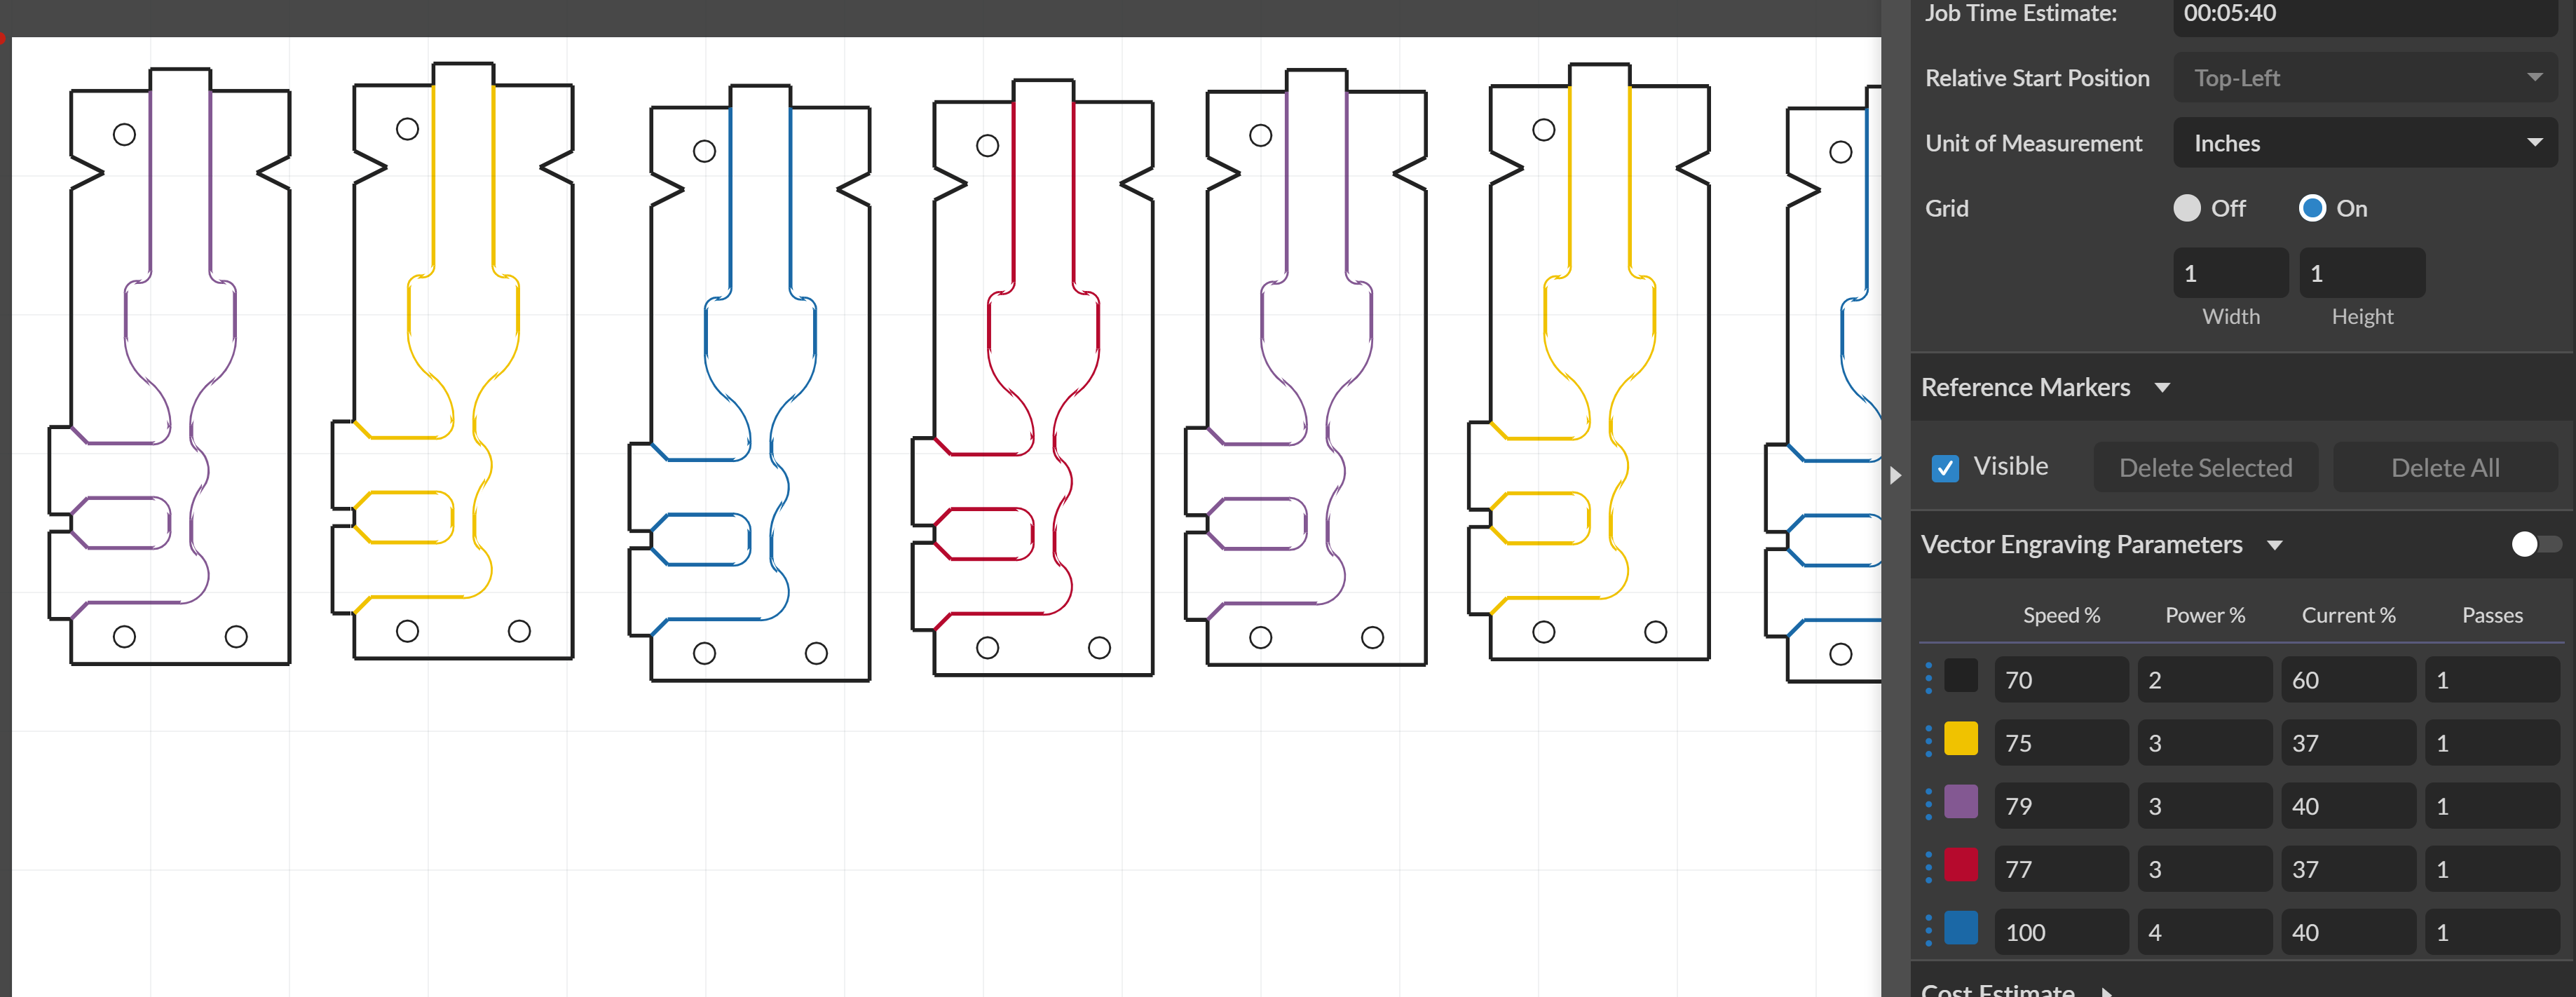 Job Time Estimate: 00:05:40
Relative Start Position Top-Left
Unit of Measurement Inches
Grid Off On
1 1
Width Height
Reference Markers
Visible Delete Selected Delete All
Vector Engraving Parameters
Speed % Power % Current % Passes
70 2 60 1
75 3 37 1
79 3 40 1
77 3 37 1
100 4 40 1
Cost Estimate